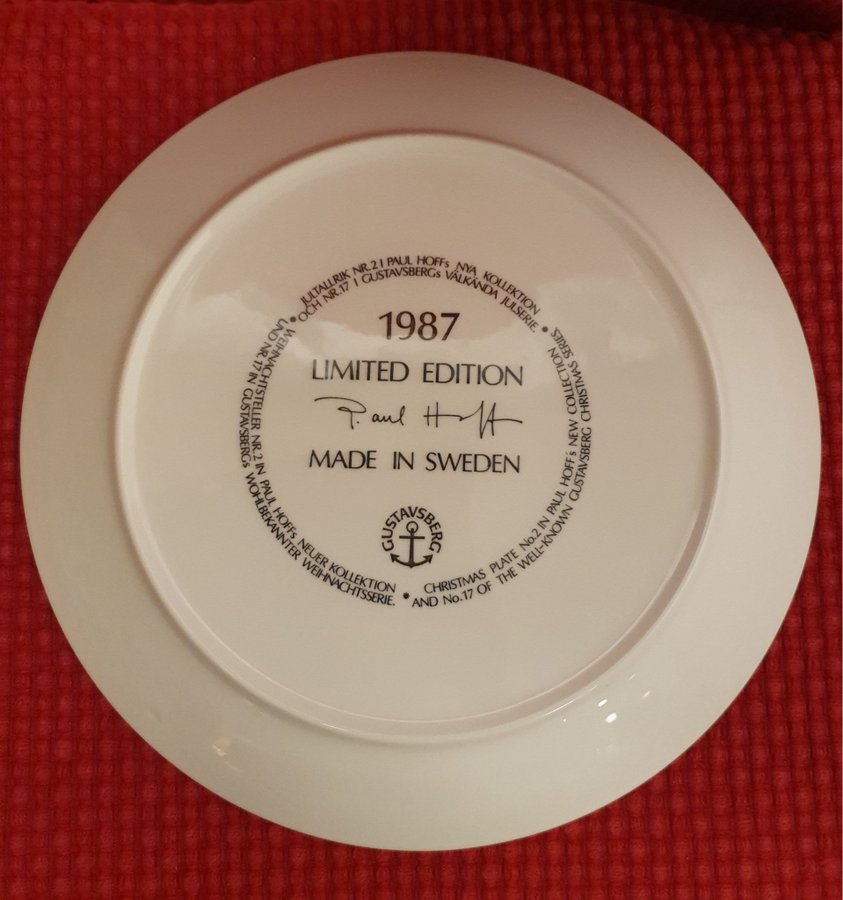 JULTALLRIK NR.2 I PAUL HOFFs NYA KOLLEKTION
OCH NR.17 I GUSTAVSBERGs VÄLKÄNDA JULSERIE.
1987
LIMITED EDITION
Paul Hoff
MADE IN SWEDEN
GUSTAVSBERG
CHRISTMAS PLATE No.2 IN PAUL HOFF's NEW COLLECTION
AND No.17 OF THE WELL-KNOWN GUSTAVSBERG CHRISTMAS SERIES.
WEIHNACHTSTELLER NR.2 IN PAUL HOFFs NEUER KOLLEKTION
UND NR.17 IN GUSTAVSBERGs WOHLBEKANNTER WEIHNACHTSSERIE.